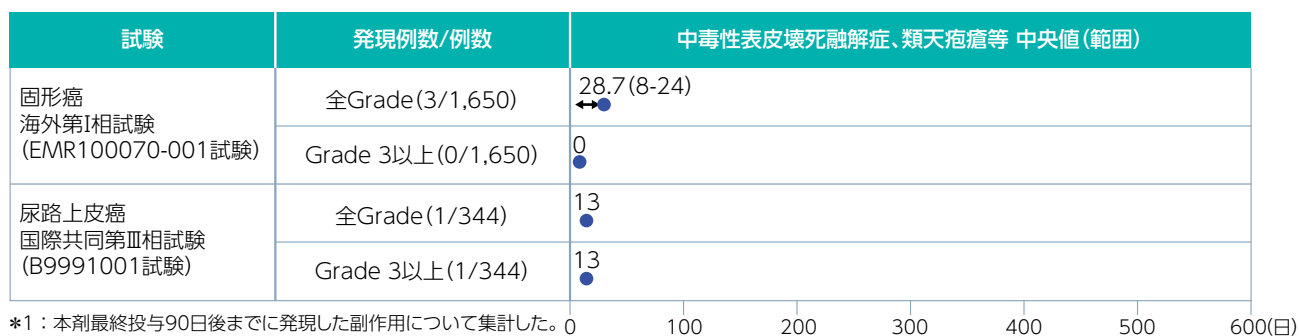 試験 発現例数/例数 中毒性表皮壊死融解症、類天疱瘡等 中央値(範囲)
固形癌
海外第Ⅰ相試験
(EMR100070-001試験)
全Grade(3/1,650)
28.7(8-24)
Grade 3以上(0/1,650)
0
尿路上皮癌
国際共同第Ⅲ相試験
(B9991001試験)
全Grade(1/344)
13
Grade 3以上(1/344)
13
*1：本剤最終投与90日後までに発現した副作用について集計した。
0 100 200 300 400 500 600(日)